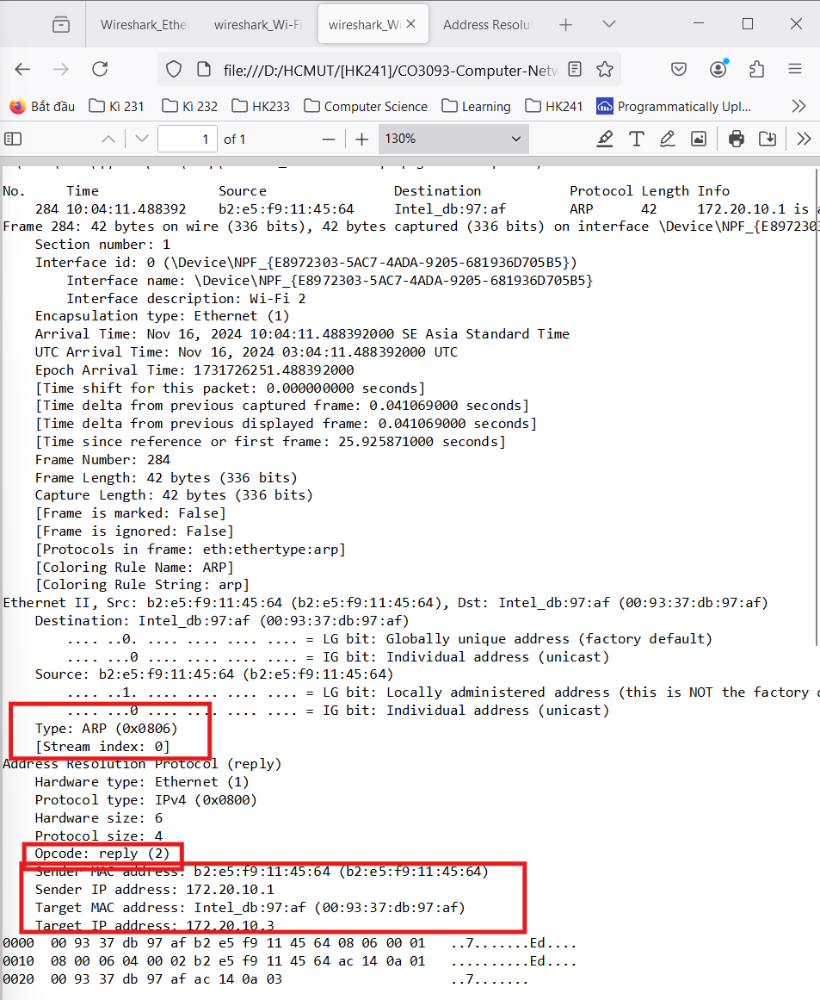 Wireshark_Ethe
wireshark_Wi-Fi
wireshark_Wi
Address Resolu
file:///D:/HCMUT/[HK241]/CO3093-Computer-Netw
Bắt đầu
Kì 231
Kì 232
HK233
Computer Science
Learning
HK241
Programmatically Upl...
1 of 1
130%
No. Time Source Destination Protocol Length Info
284 10:04:11.488392 b2:e5:f9:11:45:64 Intel_db:97:af ARP 42 172.20.10.1 is
Frame 284: 42 bytes on wire (336 bits), 42 bytes captured (336 bits) on interface \Device\NPF_{E8972303
Section number: 1
Interface id: 0 (\Device\NPF_{E8972303-5AC7-4ADA-9205-681936D705B5})
Interface name: \Device\NPF_{E8972303-5AC7-4ADA-9205-681936D705B5}
Interface description: Wi-Fi 2
Encapsulation type: Ethernet (1)
Arrival Time: Nov 16, 2024 10:04:11.488392000 SE Asia Standard Time
UTC Arrival Time: Nov 16, 2024 03:04:11.488392000 UTC
Epoch Arrival Time: 1731726251.488392000
[Time shift for this packet: 0.000000000 seconds]
[Time delta from previous captured frame: 0.041069000 seconds]
[Time delta from previous displayed frame: 0.041069000 seconds]
[Time since reference or first frame: 25.925871000 seconds]
Frame Number: 284
Frame Length: 42 bytes (336 bits)
Capture Length: 42 bytes (336 bits)
[Frame is marked: False]
[Frame is ignored: False]
[Protocols in frame: eth:ethertype:arp]
[Coloring Rule Name: ARP]
[Coloring Rule String: arp]
Ethernet II, Src: b2:e5:f9:11:45:64 (b2:e5:f9:11:45:64), Dst: Intel_db:97:af (00:93:37:db:97:af)
Destination: Intel_db:97:af (00:93:37:db:97:af)
.... ..0. .... .... .... .... = LG bit: Globally unique address (factory default)
.... ...0 .... .... .... .... = IG bit: Individual address (unicast)
Source: b2:e5:f9:11:45:64 (b2:e5:f9:11:45:64)
.... ..1. .... .... .... .... = LG bit: Locally administered address (this is NOT the factory
.... ...0 .... .... .... .... = IG bit: Individual address (unicast)
Type: ARP (0x0806)
[Stream index: 0]
Address Resolution Protocol (reply)
Hardware type: Ethernet (1)
Protocol type: IPv4 (0x0800)
Hardware size: 6
Protocol size: 4
Opcode: reply (2)
Sender MAC address: b2:e5:f9:11:45:64 (b2:e5:f9:11:45:64)
Sender IP address: 172.20.10.1
Target MAC address: Intel_db:97:af (00:93:37:db:97:af)
Target IP address: 172.20.10.3
0000 00 93 37 db 97 af b2 e5 f9 11 45 64 08 06 00 01 ..7.......Ed....
0010 08 00 06 04 00 02 b2 e5 f9 11 45 64 ac 14 0a 01 ..........Ed....
0020 00 93 37 db 97 af ac 14 0a 03 ..7.......